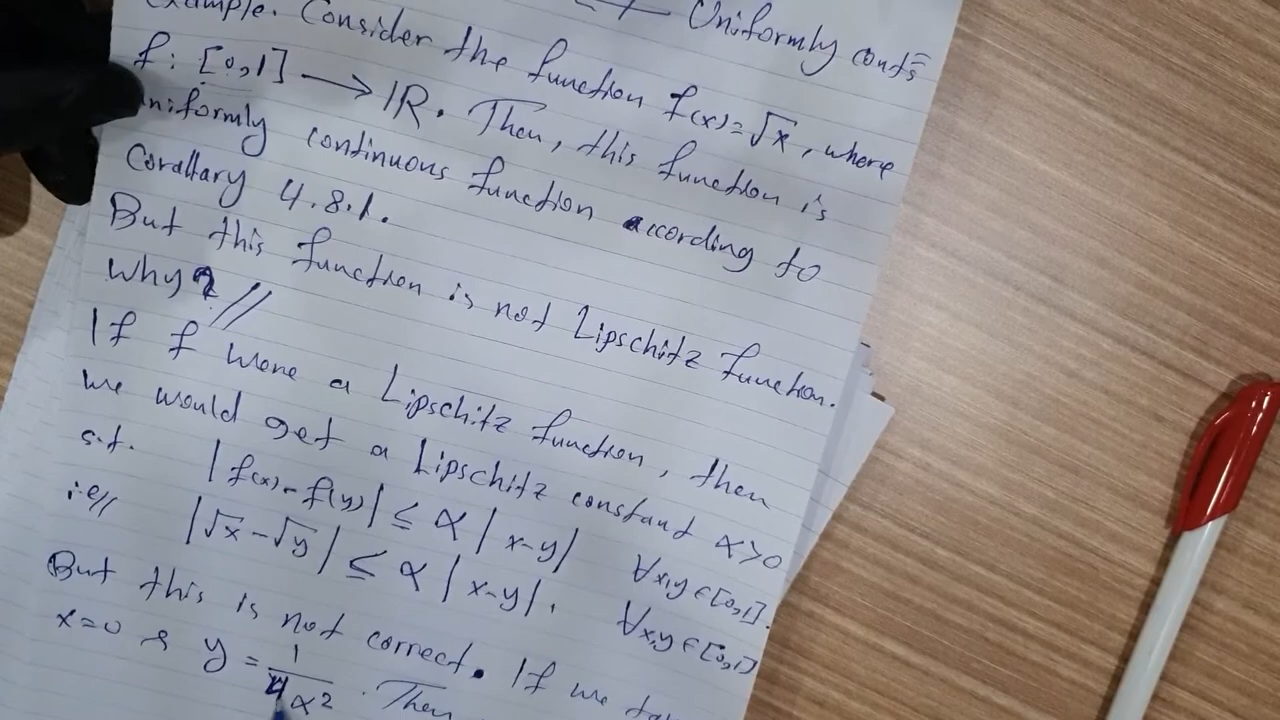 Uniformly conts
Example. Consider the function f(x)=√x, where
f: [0,1] → IR. Then, this function is
uniformly continuous function according to
Corollary 4.8.1.
But this function is not Lipschitz function.
Why? //
If f were a Lipschitz function, then
we would get a Lipschitz constant α>0
s.t. |f(x)-f(y)| ≤ α |x-y| ∀x,y∈[0,1].
i.e// |√x-√y| ≤ α |x-y|. ∀x,y∈[0,1]
But this is not correct. If we
x=0 & y = 1/4α². Then